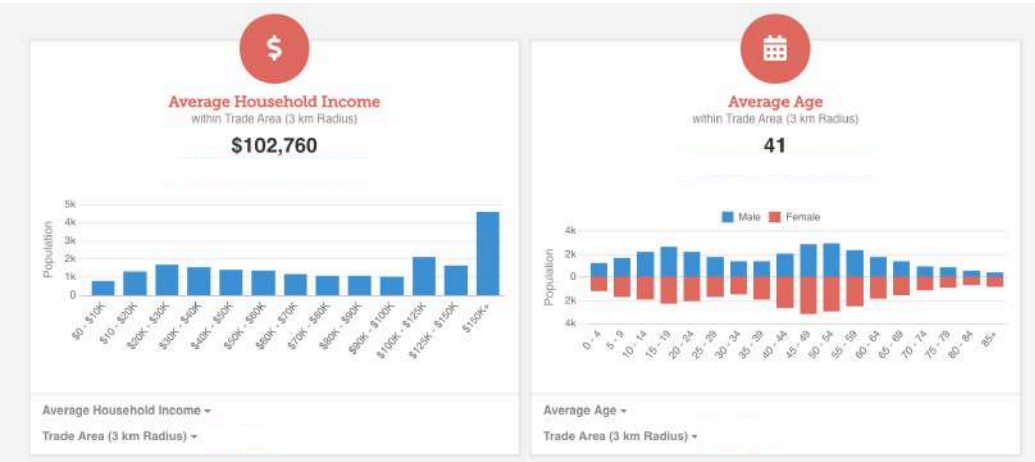 $
Average Household Income
within Trade Area (3 km Radius)
$102,760
5k
4k
3k
2k
1k
0
Population
$0 - $10K
$10 - $20K
$20K - $30K
$30K - $40K
$40K - $50K
$50K - $60K
$60K - $70K
$70K - $80K
$80K - $90K
$90K - $100K
$100K - $125K
$125K - $150K
$150K+
Average Household Income
Trade Area (3 km Radius)
Average Age
within Trade Area (3 km Radius)
41
Male Female
4k
2k
0
2k
4k
Population
0 - 4
5 - 9
10 - 14
15 - 19
20 - 24
25 - 29
30 - 34
35 - 39
40 - 44
45 - 49
50 - 54
55 - 59
60 - 64
65 - 69
70 - 74
75 - 79
80 - 84
85+
Average Age
Trade Area (3 km Radius)